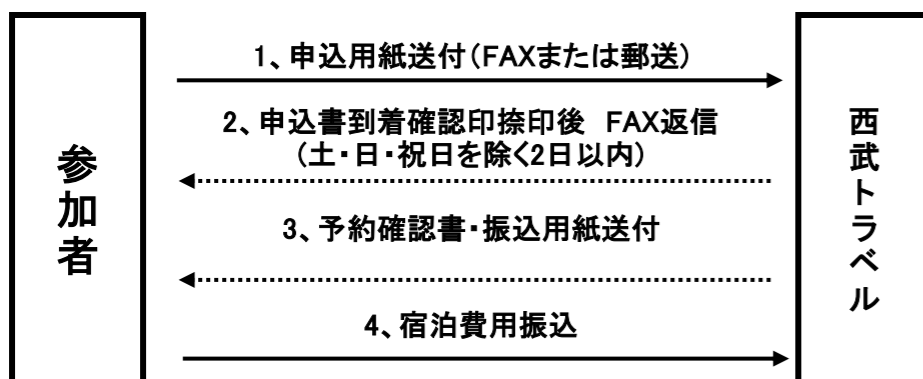 参加者
1、申込用紙送付(FAXまたは郵送)
2、申込書到着確認印捺印後 FAX返信
(土・日・祝日を除く2日以内)
3、予約確認書・振込用紙送付
4、宿泊費用振込
西武トラベル